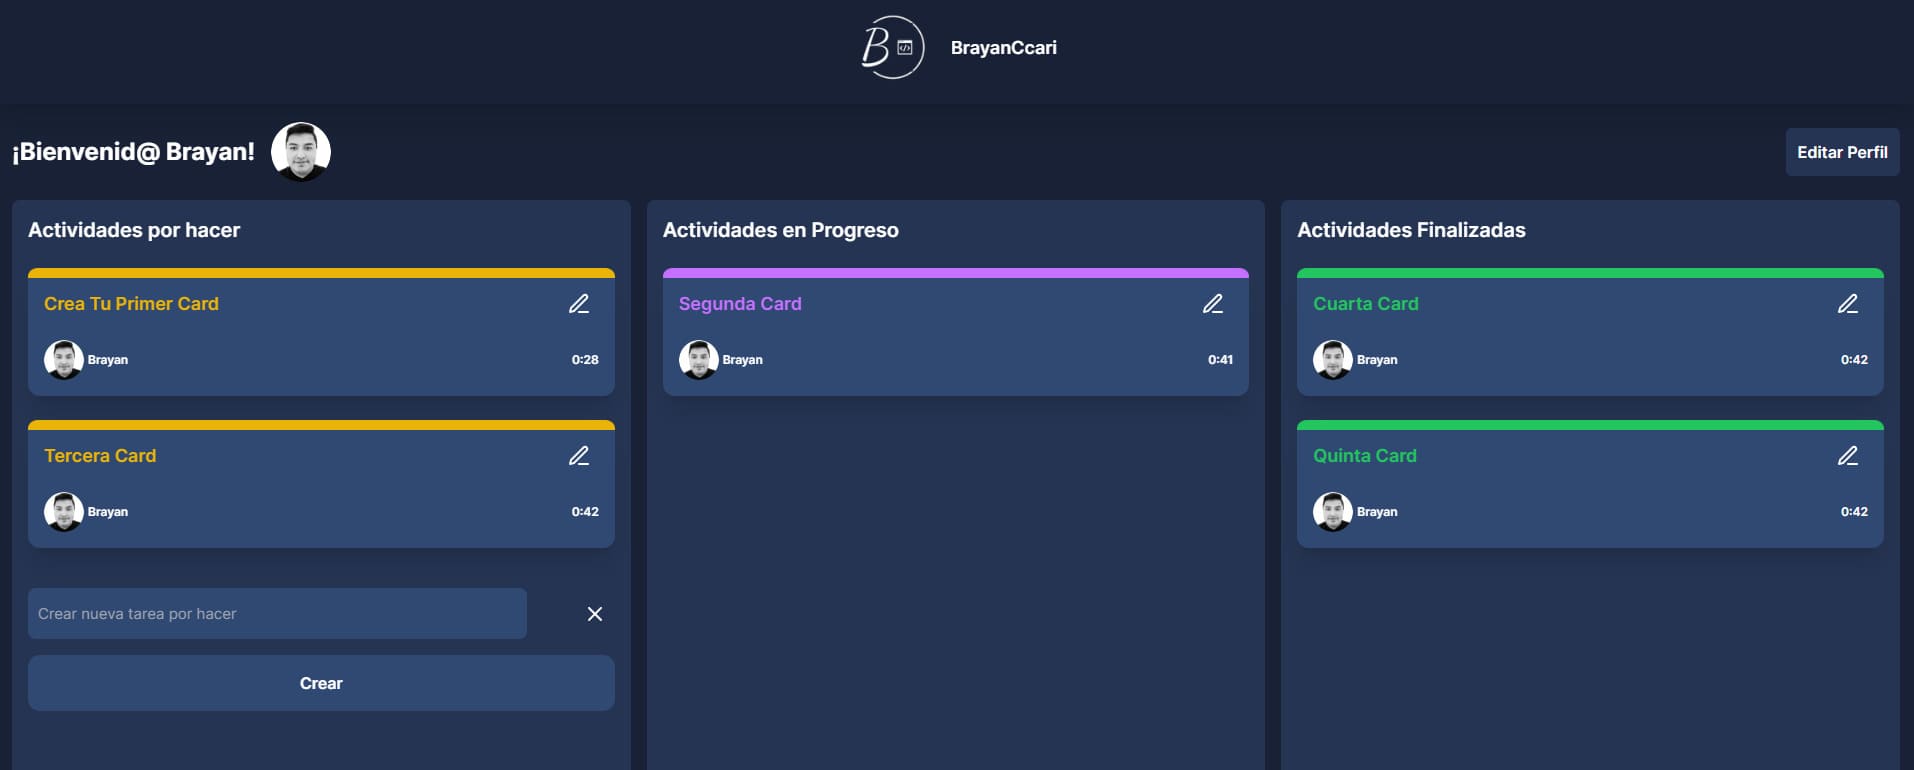 B </> BrayanCcari
¡Bienvenid@ Brayan!
Editar Perfil
Actividades por hacer
Crea Tu Primer Card
Brayan 0:28
Tercera Card
Brayan 0:42
Crear nueva tarea por hacer
Crear
Actividades en Progreso
Segunda Card
Brayan 0:41
Actividades Finalizadas
Cuarta Card
Brayan 0:42
Quinta Card
Brayan 0:42